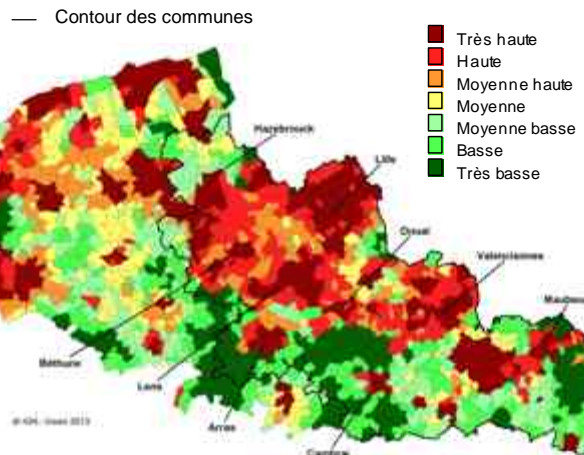 Contour des communes
Très haute
Haute
Moyenne haute
Moyenne
Moyenne basse
Basse
Très basse
Hazebrouck
Lille
Douai
Valenciennes
Béthune
Lens
Arras
Cambrai